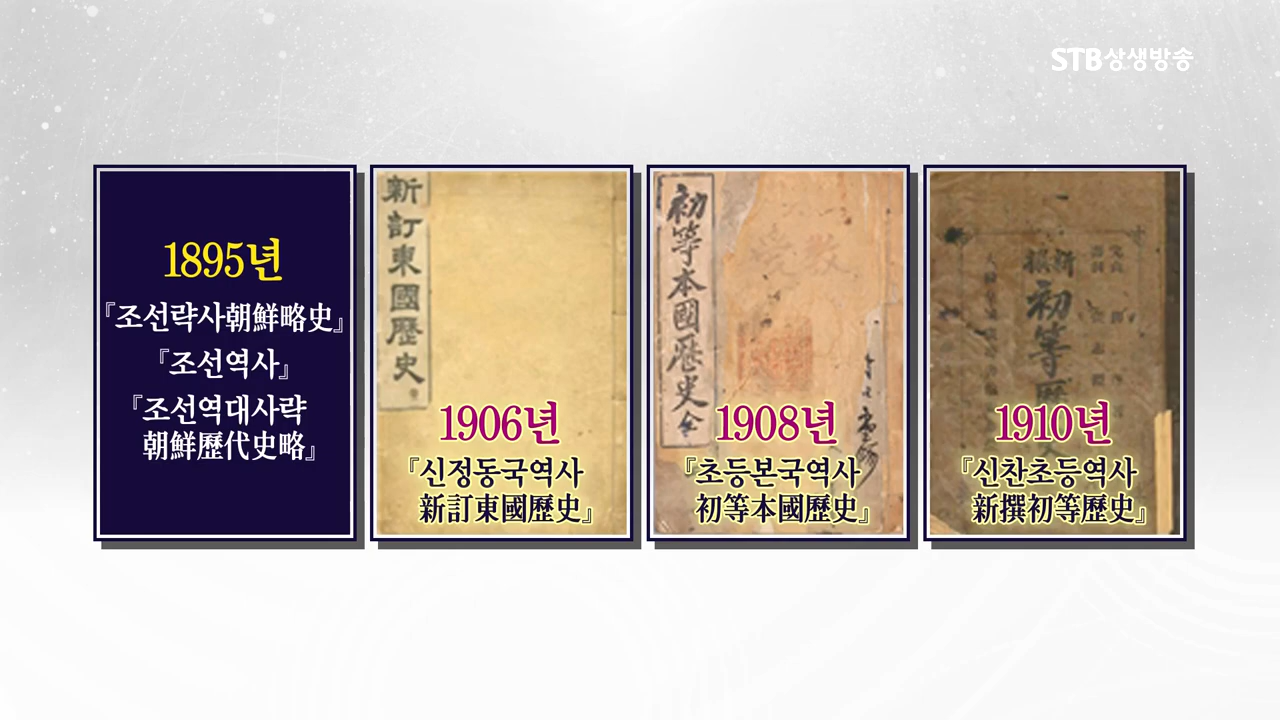 STB상생방송
1895년
『조선략사朝鮮略史』
『조선역사』
『조선역대사략
朝鮮歷代史略』
新訂東國歷史
1906년
『신정동국역사
新訂東國歷史』
初等本國歷史 全
1908년
『초등본국역사
初等本國歷史』
新撰
初等歷
1910년
『신찬초등역사
新撰初等歷史』